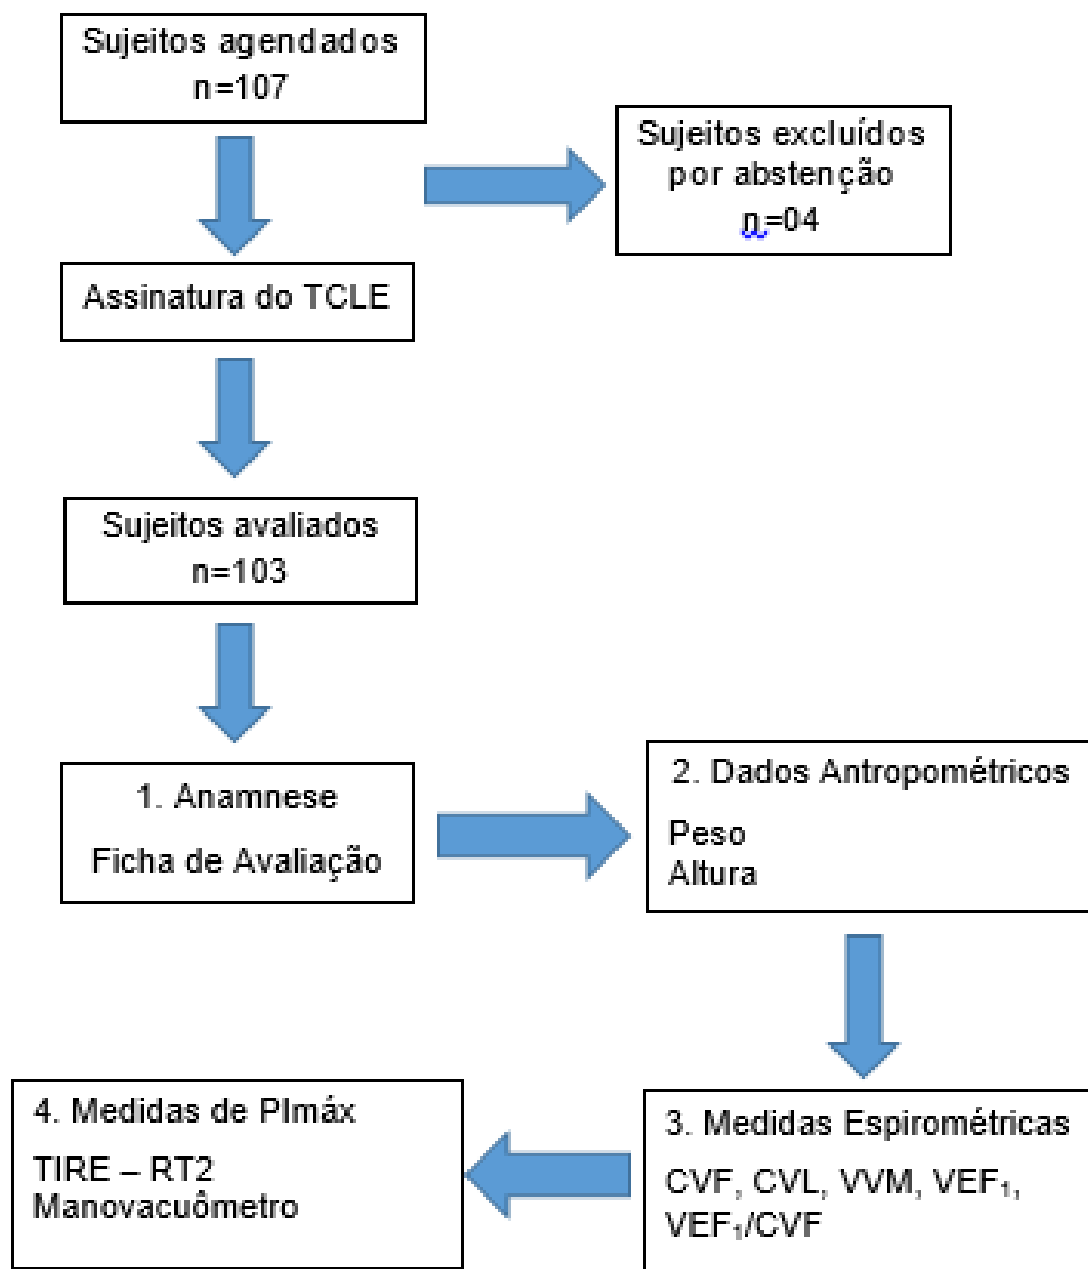 Sujeitos agendados
n=107
Sujeitos excluídos
por abstenção
n=04
Assinatura do TCLE
Sujeitos avaliados
n=103
1. Anamnese
Ficha de Avaliação
2. Dados Antropométricos
Peso
Altura
3. Medidas Espirométricas
CVF, CVL, VVM, VEF₁,
VEF₁/CVF
4. Medidas de PImáx
TIRE – RT2
Manovacuômetro